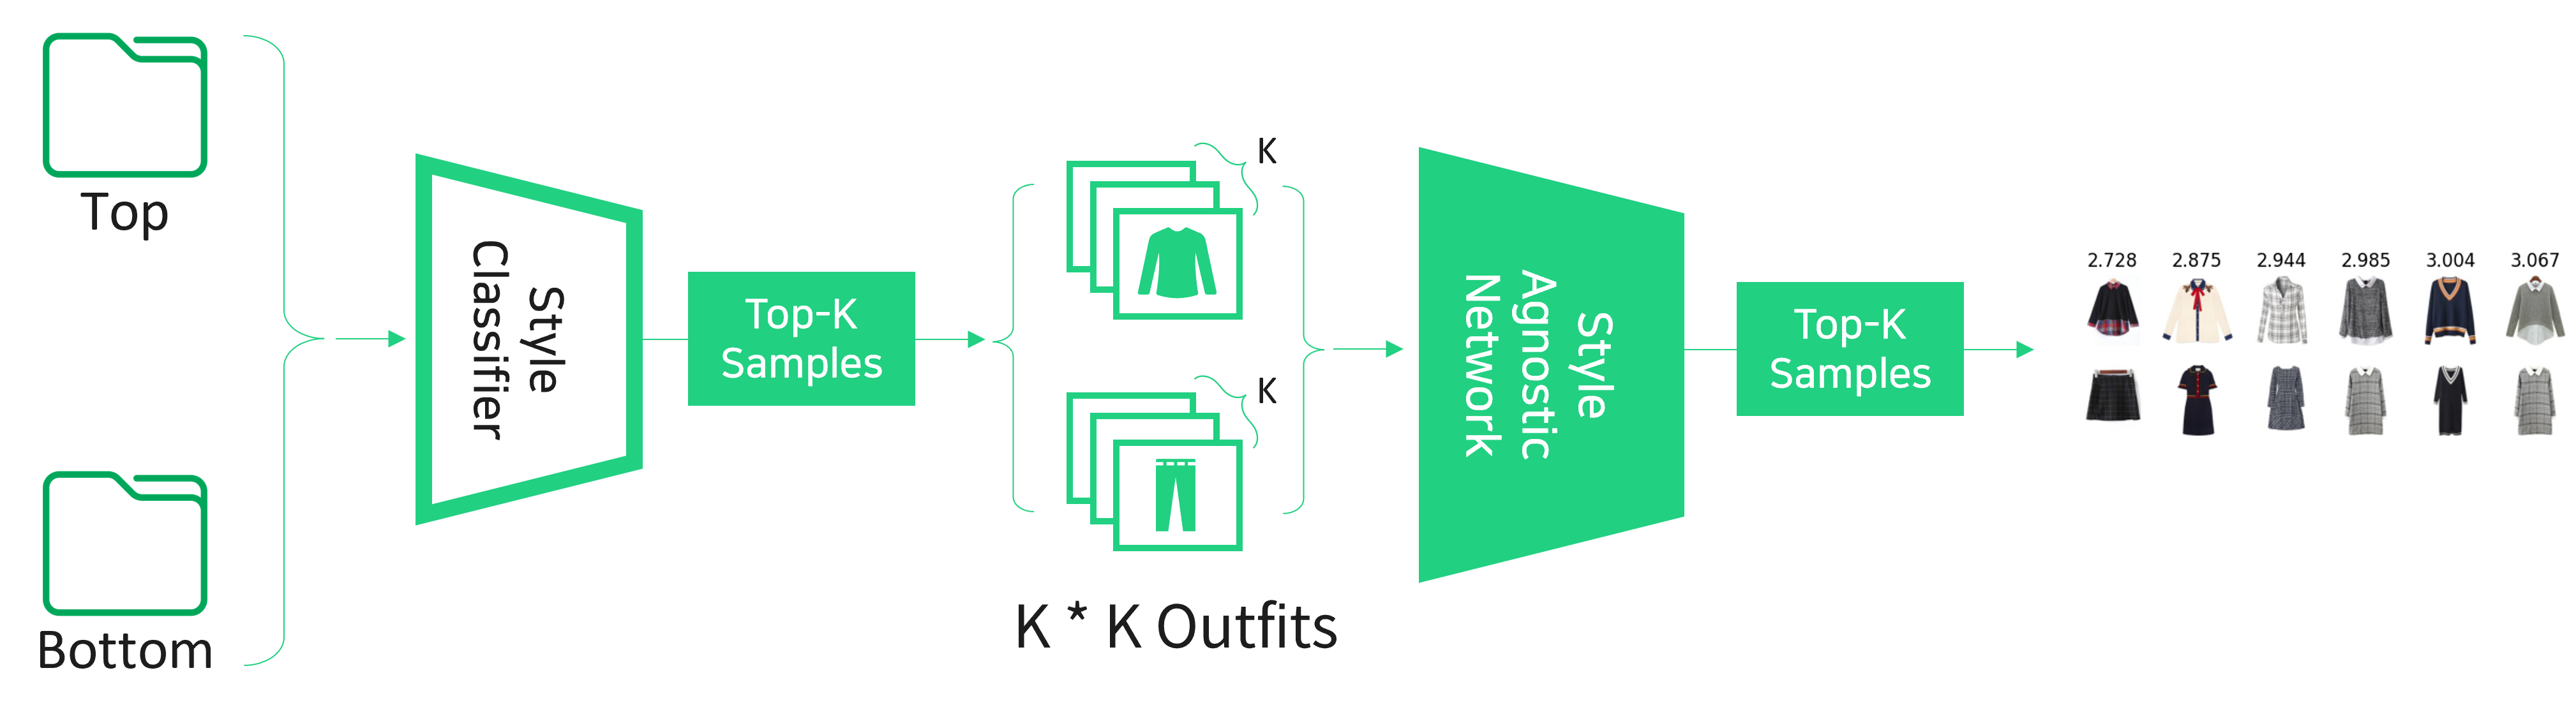 Top
Bottom
Style
Classifier
Top-K
Samples
K
K
K * K Outfits
Style
Agnostic
Network
Top-K
Samples
2.728 2.875 2.944 2.985 3.004 3.067